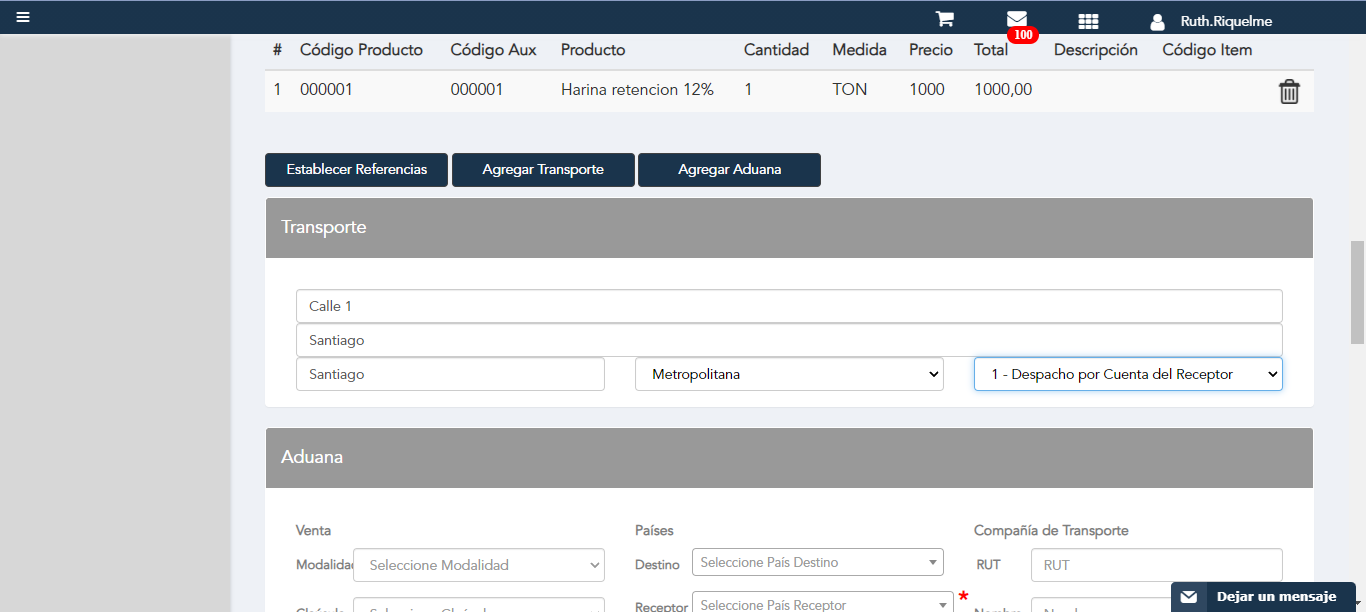 Ruth.Riquelme
100
# Código Producto Código Aux Producto Cantidad Medida Precio Total Descripción Código Item
1 000001 000001 Harina retencion 12% 1 TON 1000 1000,00
Establecer Referencias Agregar Transporte Agregar Aduana
Transporte
Calle 1
Santiago
Santiago Metropolitana 1 - Despacho por Cuenta del Receptor
Aduana
Venta Países Compañía de Transporte
Modalidad Seleccione Modalidad Destino Seleccione País Destino RUT RUT
Receptor Seleccione País Receptor *
Dejar un mensaje